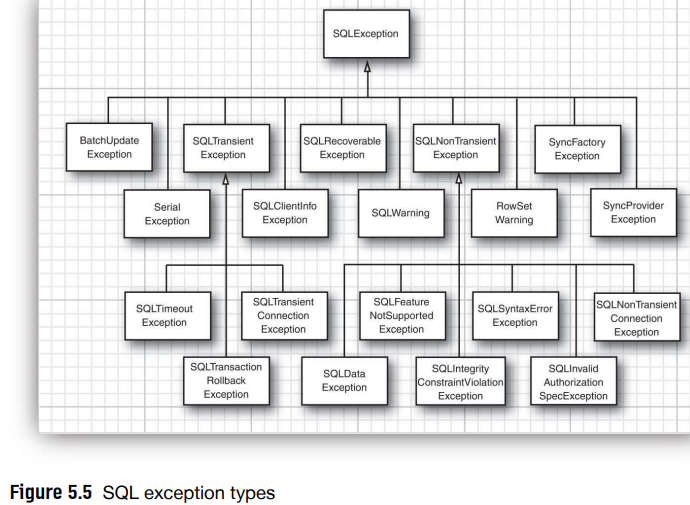 SQLException
BatchUpdate
Exception
SQLTransient
Exception
SQLRecoverable
Exception
SQLNonTransient
Exception
SyncFactory
Exception
Serial
Exception
SQLClientInfo
Exception
SQLWarning
RowSet
Warning
SyncProvider
Exception
SQLTimeout
Exception
SQLTransient
Connection
Exception
SQLFeature
NotSupported
Exception
SQLSyntaxError
Exception
SQLNonTransient
Connection
Exception
SQLTransaction
Rollback
Exception
SQLData
Exception
SQLIntegrity
ConstraintViolation
Exception
SQLInvalid
Authorization
SpecException
Figure 5.5 SQL exception types